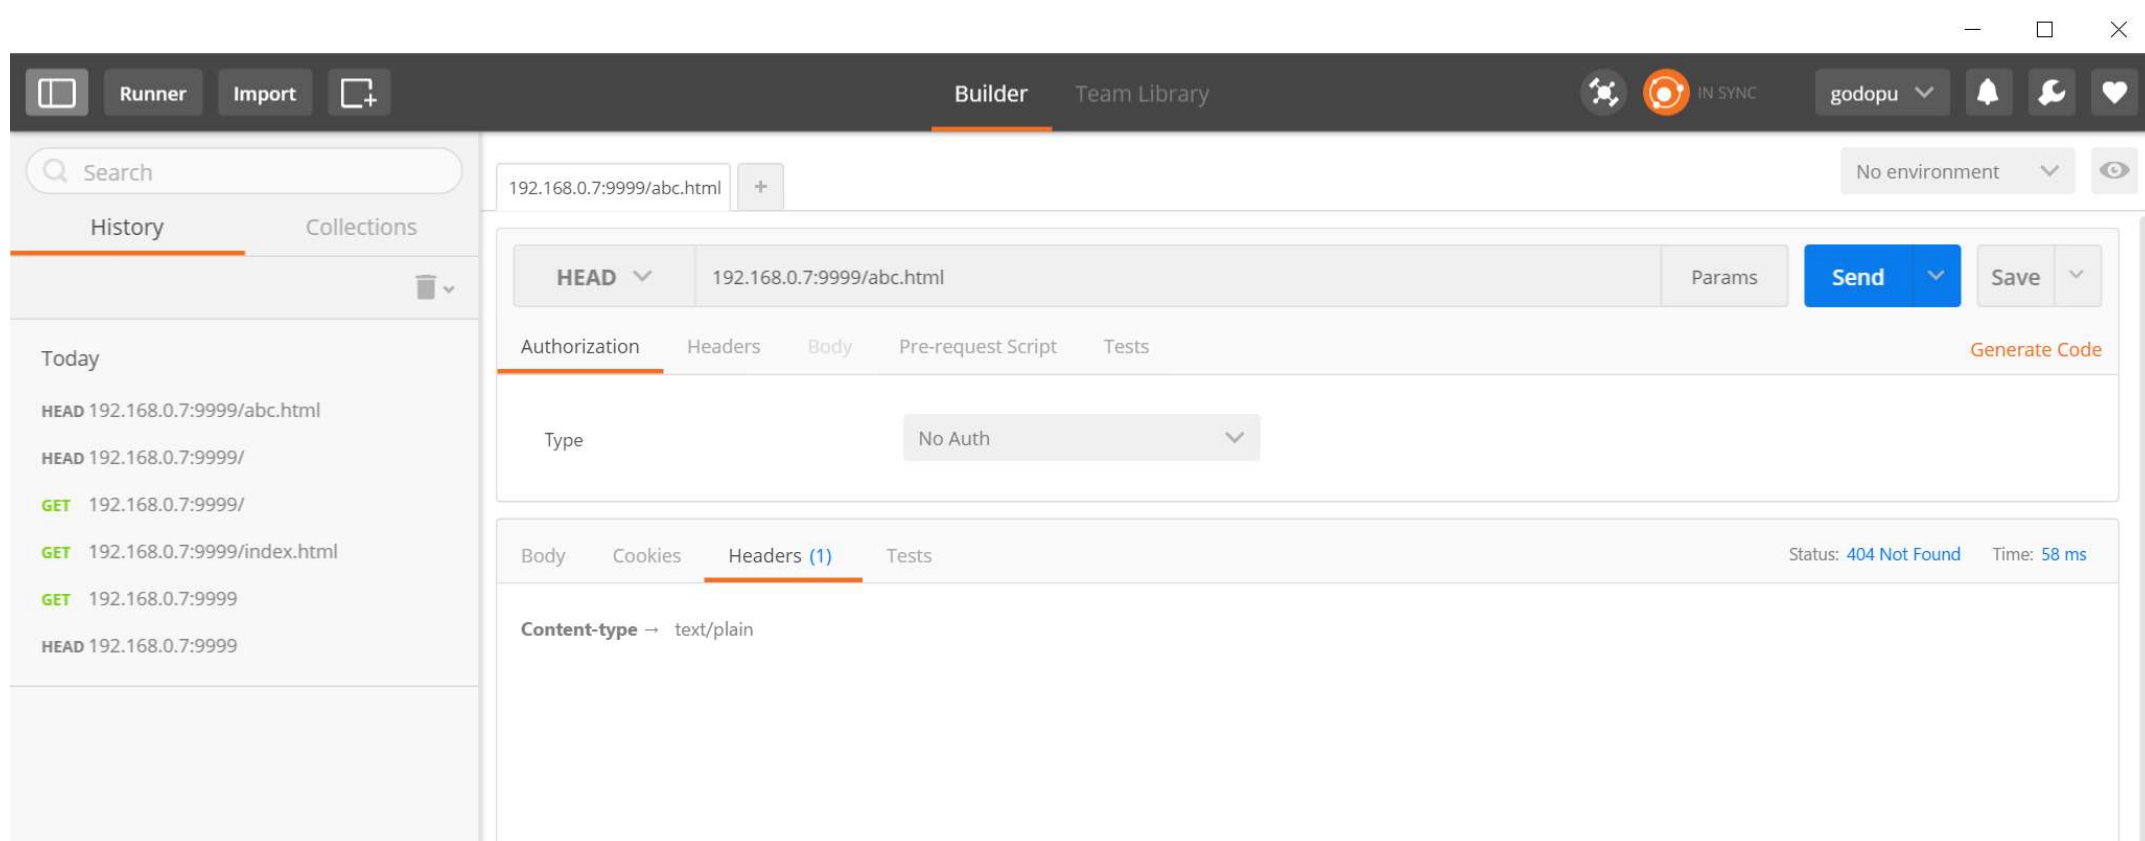 Runner Import Builder Team Library IN SYNC godopu
Search
192.168.0.7:9999/abc.html + No environment
History Collections
HEAD 192.168.0.7:9999/abc.html Params Send Save
Authorization Headers Body Pre-request Script Tests Generate Code
Type No Auth
Today
HEAD 192.168.0.7:9999/abc.html
HEAD 192.168.0.7:9999/
GET 192.168.0.7:9999/
GET 192.168.0.7:9999/index.html
GET 192.168.0.7:9999
HEAD 192.168.0.7:9999
Body Cookies Headers (1) Tests Status: 404 Not Found Time: 58 ms
Content-type → text/plain